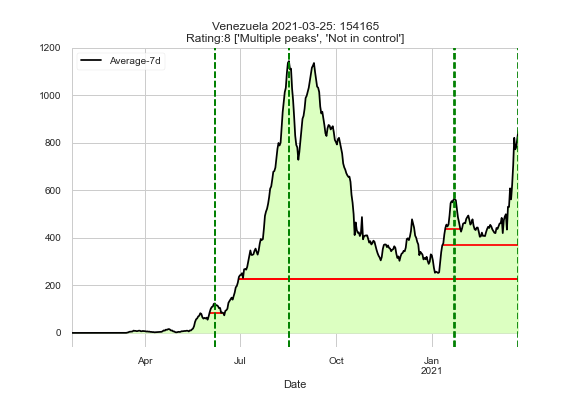 Venezuela 2021-03-25: 154165
Rating:8 ['Multiple peaks', 'Not in control']
1200
Average-7d
1000
800
600
400
200
0
Apr
Jul
Oct
Jan
2021
Date